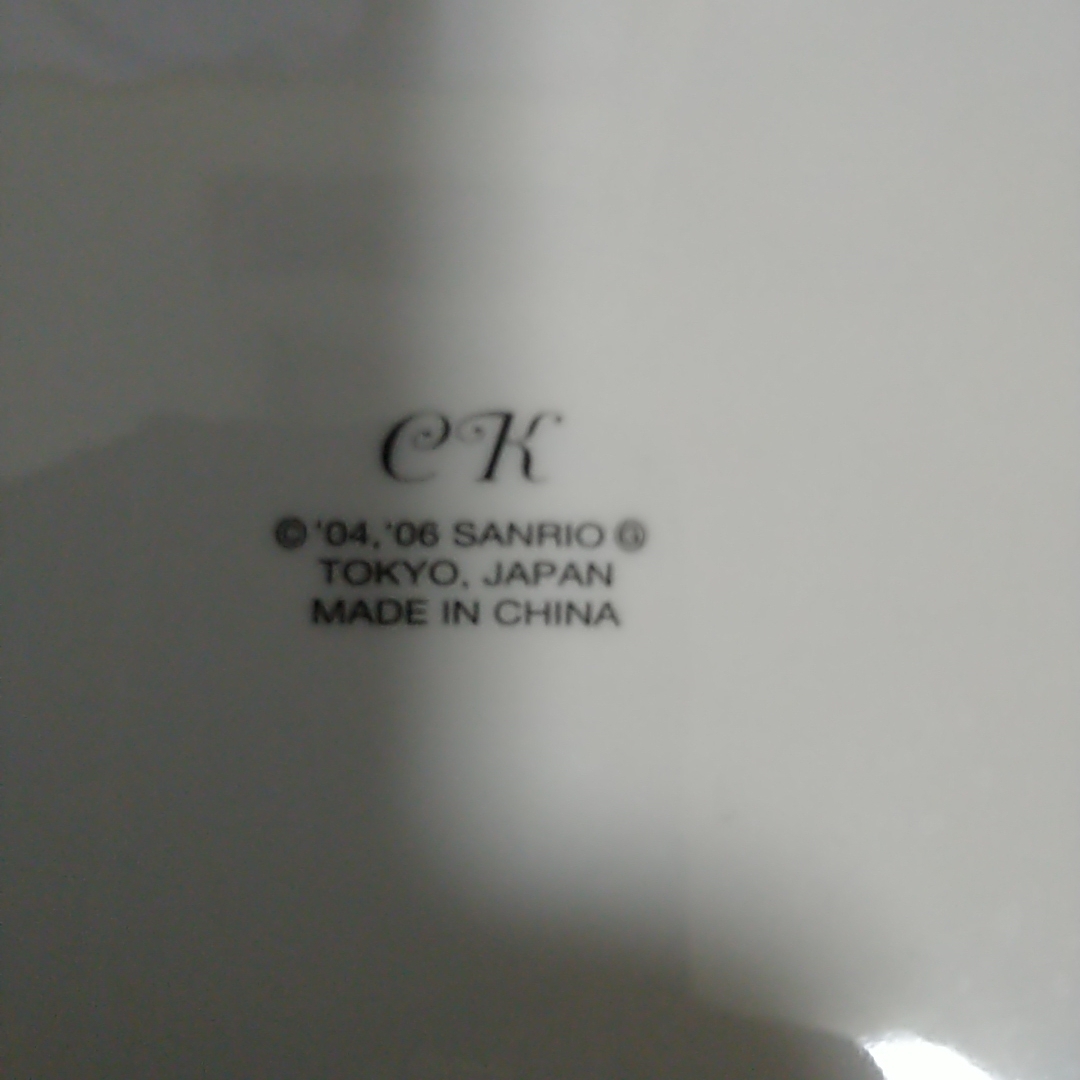 CK
© '04,'06 SANRIO G
TOKYO, JAPAN
MADE IN CHINA